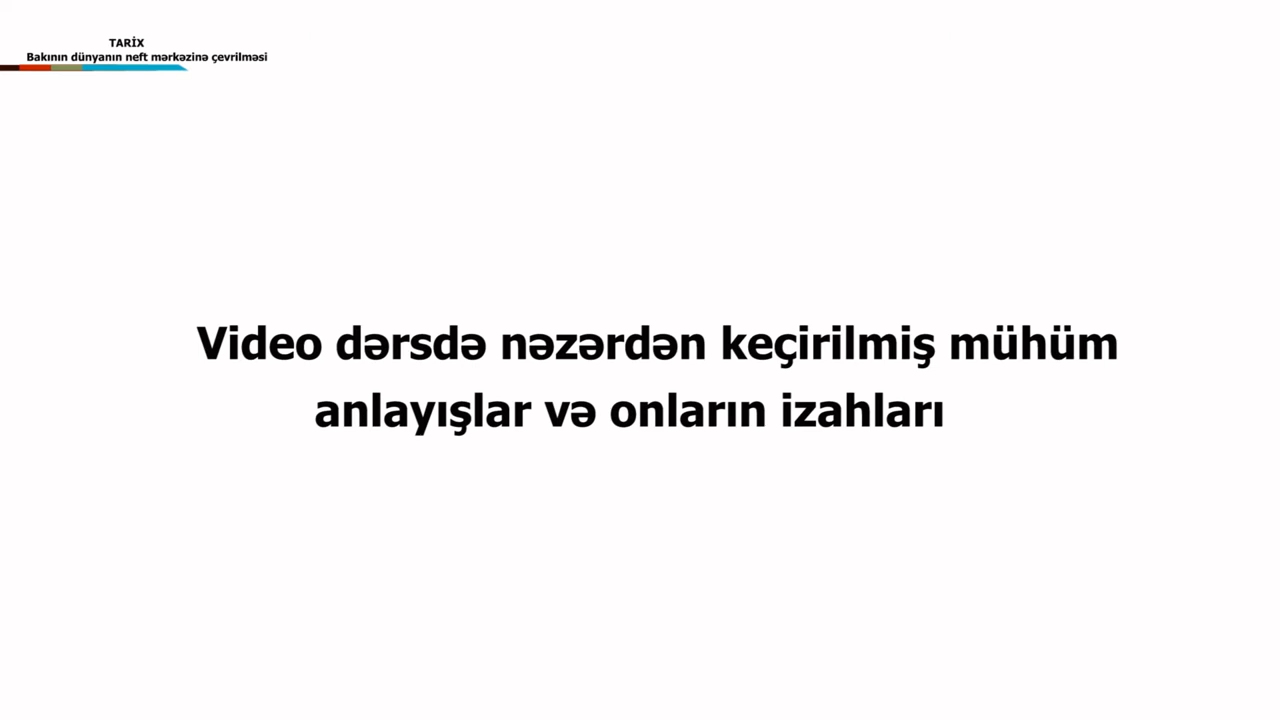 TARİX
Bakının dünyanın neft mərkəzinə çevrilməsi
Video dərsdə nəzərdən keçirilmiş mühüm
anlayışlar və onların izahları